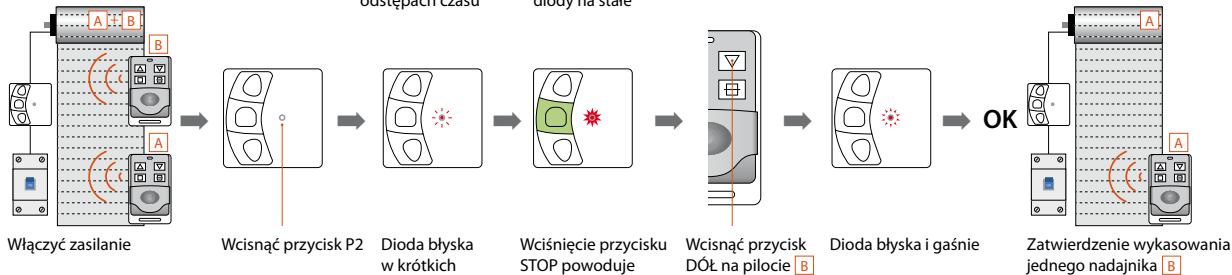 odstępach czasu
diody na stałe
A + B
B
A
OK
A
A
Włączyć zasilanie
Wcisnąć przycisk P2
Dioda błyska
w krótkich
Wciśnięcie przycisku
STOP powoduje
Wcisnąć przycisk
DÓŁ na pilocie B
Dioda błyska i gaśnie
Zatwierdzenie wykasowania
jednego nadajnika B